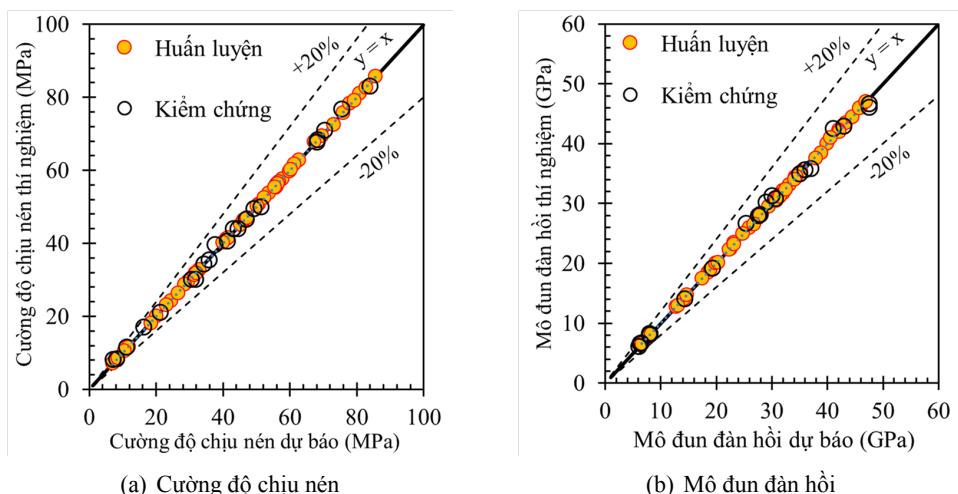 100
80
60
40
20
0
0
20
40
60
80
100
Cường độ chịu nén thí nghiệm (MPa)
Cường độ chịu nén dự báo (MPa)
Huấn luyện
Kiểm chứng
+20%
y = x
-20%
(a) Cường độ chịu nén
60
50
40
30
20
10
0
0
10
20
30
40
50
60
Mô đun đàn hồi thí nghiệm (GPa)
Mô đun đàn hồi dự báo (GPa)
Huấn luyện
Kiểm chứng
+20%
y = x
-20%
(b) Mô đun đàn hồi